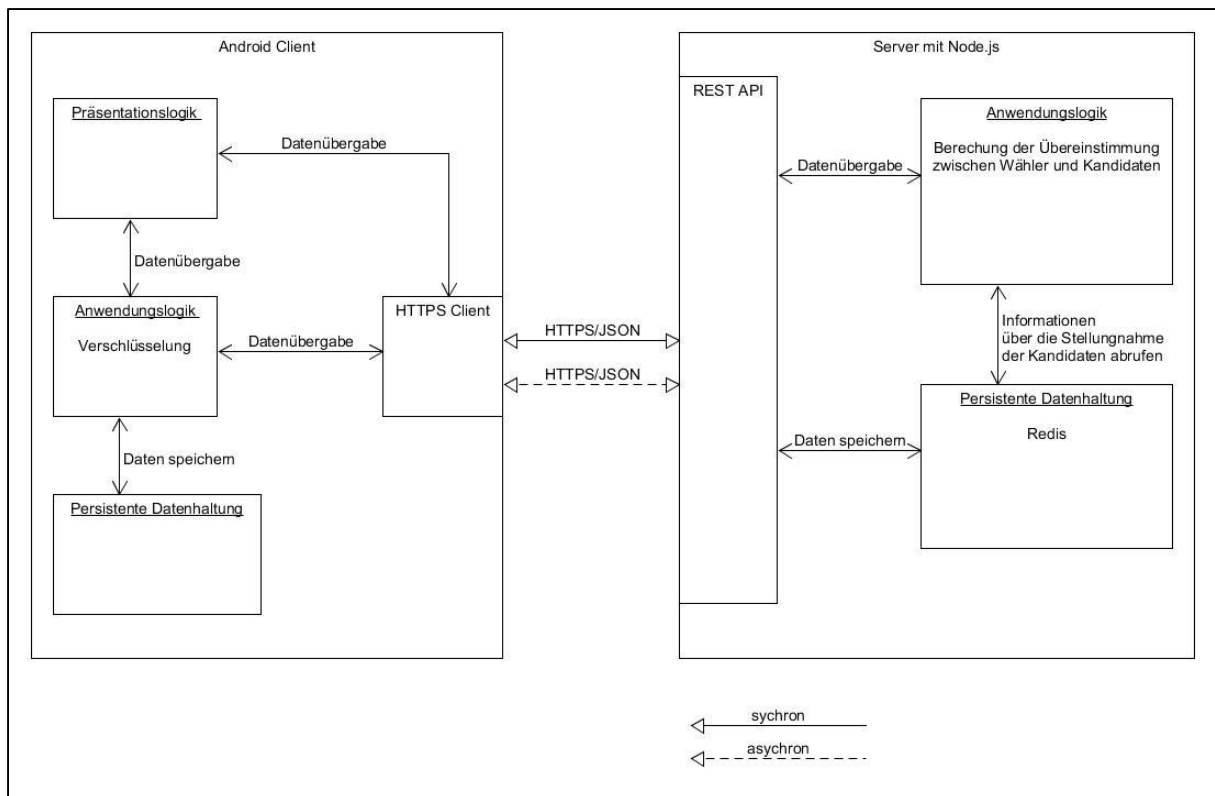 Android Client
Präsentationslogik
Datenübergabe
Datenübergabe
Anwendungslogik
Verschlüsselung
Datenübergabe
HTTPS Client
Daten speichern
Persistente Datenhaltung
HTTPS/JSON
HTTPS/JSON
Server mit Node.js
REST API
Anwendungslogik
Berechung der Übereinstimmung
zwischen Wähler und Kandidaten
Datenübergabe
Informationen
über die Stellungnahme
der Kandidaten abrufen
Persistente Datenhaltung
Redis
Daten speichern
sychron
asychron